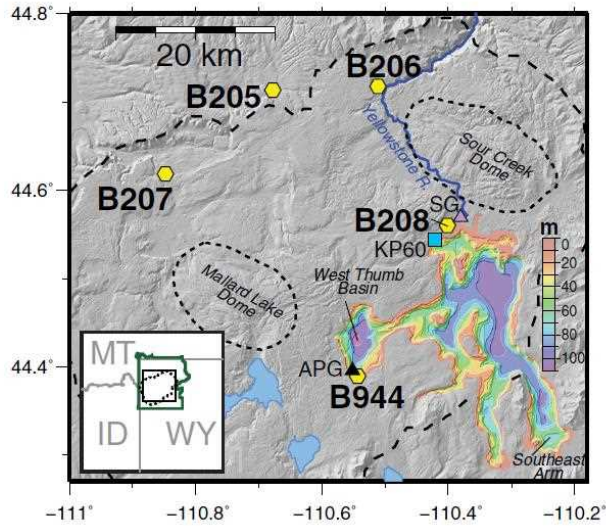 44.8°
20 km
B205
B206
Yellowstone R.
Sour Creek
Dome
44.6°
B207
SG
B208
KP60
m
0
20
40
60
80
100
West Thumb
Basin
Mallard Lake
Dome
44.4°
APG
B944
MT
ID
WY
Southeast
Arm
-111°
-110.8
-110.6
-110.4
-110.2